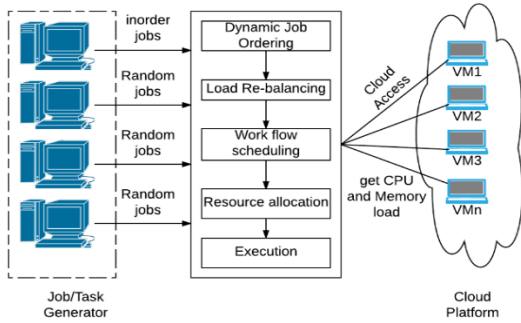 inorder
jobs
Random
jobs
Random
jobs
Random
jobs
Job/Task
Generator
Dynamic Job
Ordering
Load Re-balancing
Work flow
scheduling
Resource allocation
Execution
Cloud
Access
get CPU
and Memory
load
VM1
VM2
VM3
VMn
Cloud
Platform